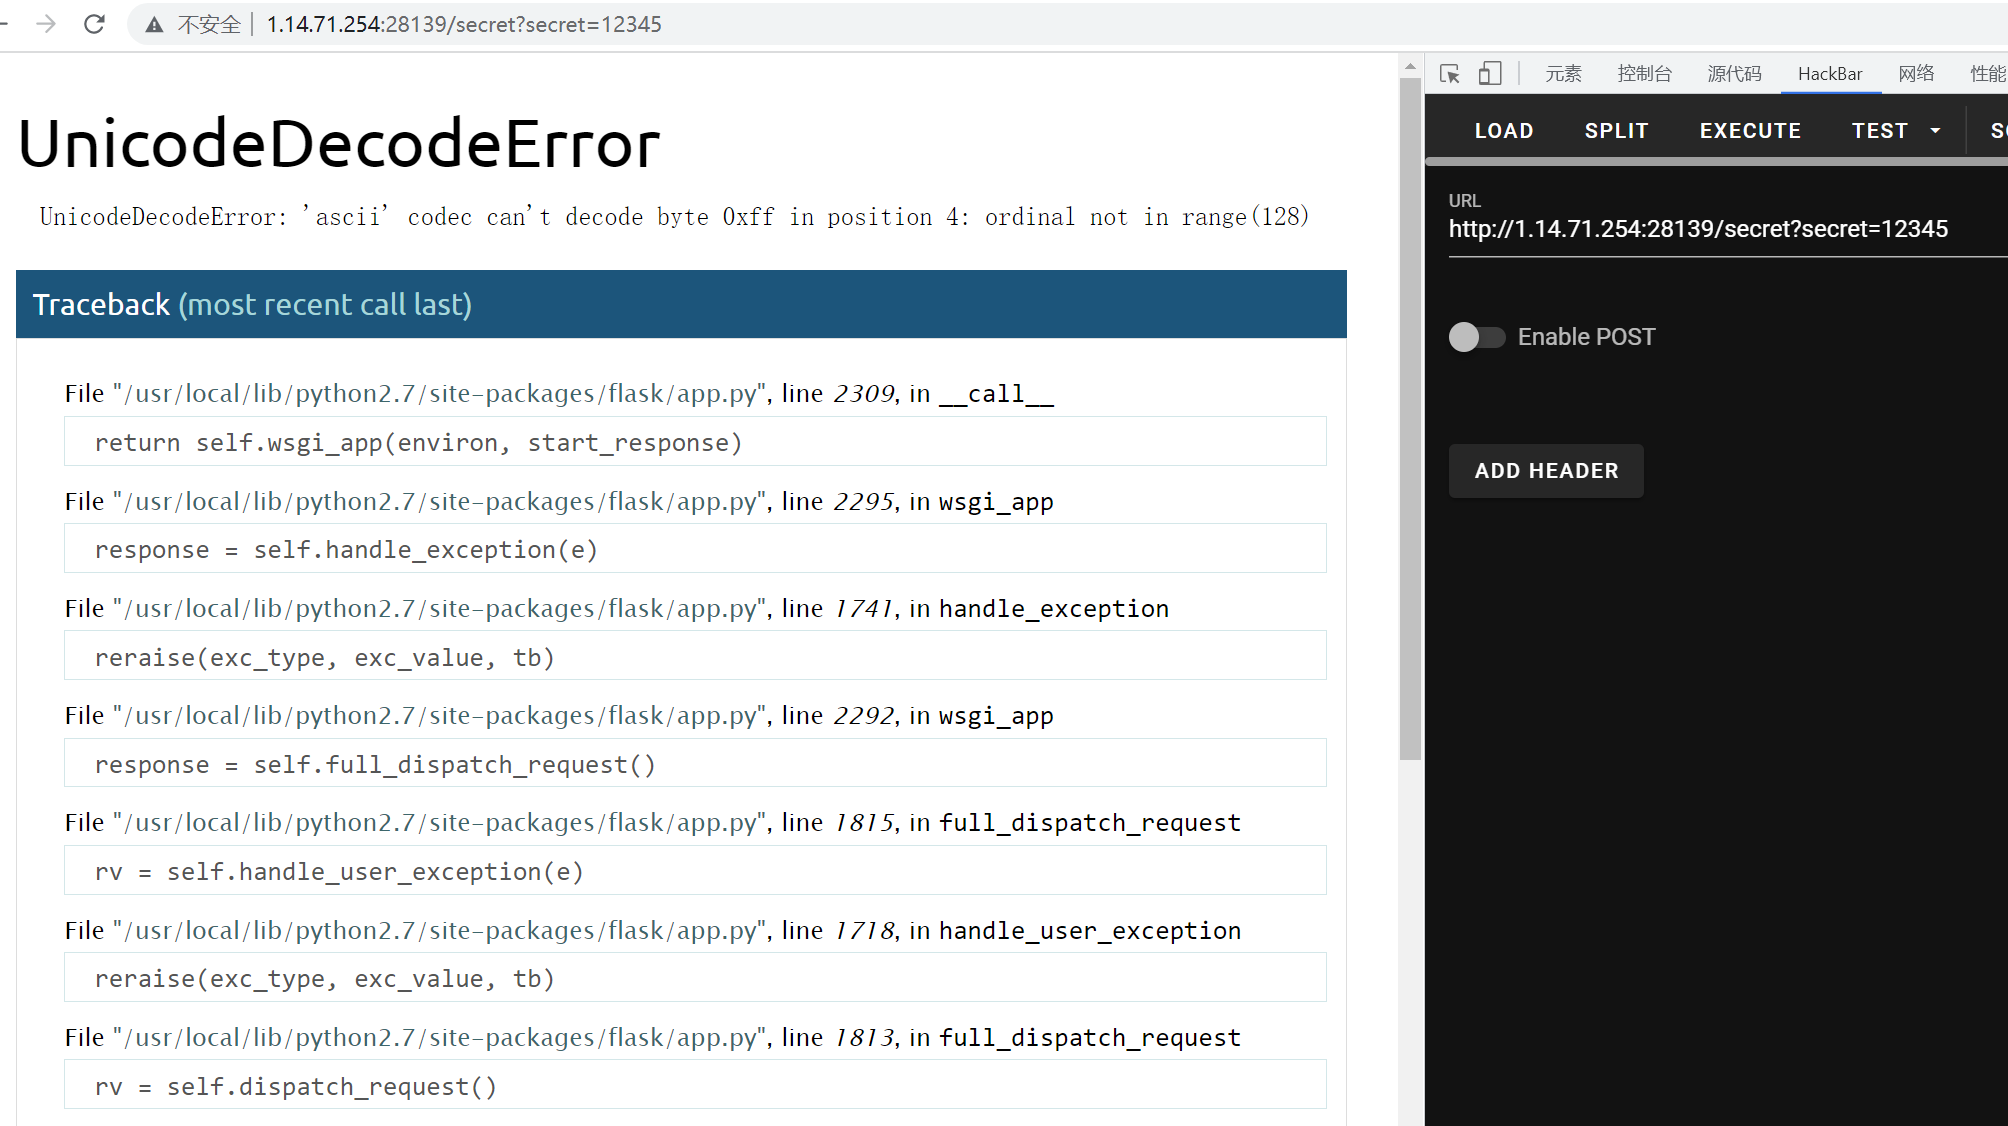 不安全 | 1.14.71.254:28139/secret?secret=12345
UnicodeDecodeError
UnicodeDecodeError: 'ascii' codec can't decode byte 0xff in position 4: ordinal not in range(128)
Traceback (most recent call last)
File "/usr/local/lib/python2.7/site-packages/flask/app.py", line 2309, in __call__
return self.wsgi_app(environ, start_response)
File "/usr/local/lib/python2.7/site-packages/flask/app.py", line 2295, in wsgi_app
response = self.handle_exception(e)
File "/usr/local/lib/python2.7/site-packages/flask/app.py", line 1741, in handle_exception
reraise(exc_type, exc_value, tb)
File "/usr/local/lib/python2.7/site-packages/flask/app.py", line 2292, in wsgi_app
response = self.full_dispatch_request()
File "/usr/local/lib/python2.7/site-packages/flask/app.py", line 1815, in full_dispatch_request
rv = self.handle_user_exception(e)
File "/usr/local/lib/python2.7/site-packages/flask/app.py", line 1718, in handle_user_exception
reraise(exc_type, exc_value, tb)
File "/usr/local/lib/python2.7/site-packages/flask/app.py", line 1813, in full_dispatch_request
rv = self.dispatch_request()
元素 控制台 源代码 HackBar 网络 性能
LOAD SPLIT EXECUTE TEST
URL
http://1.14.71.254:28139/secret?secret=12345
Enable POST
ADD HEADER